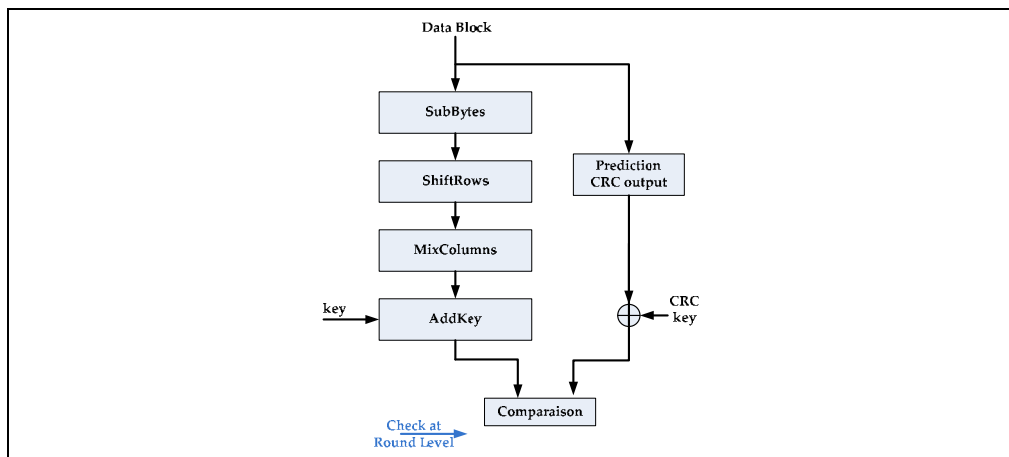 Data Block
SubBytes
ShiftRows
Prediction
CRC output
MixColumns
key
AddKey
CRC
key
Comparaison
Check at
Round Level